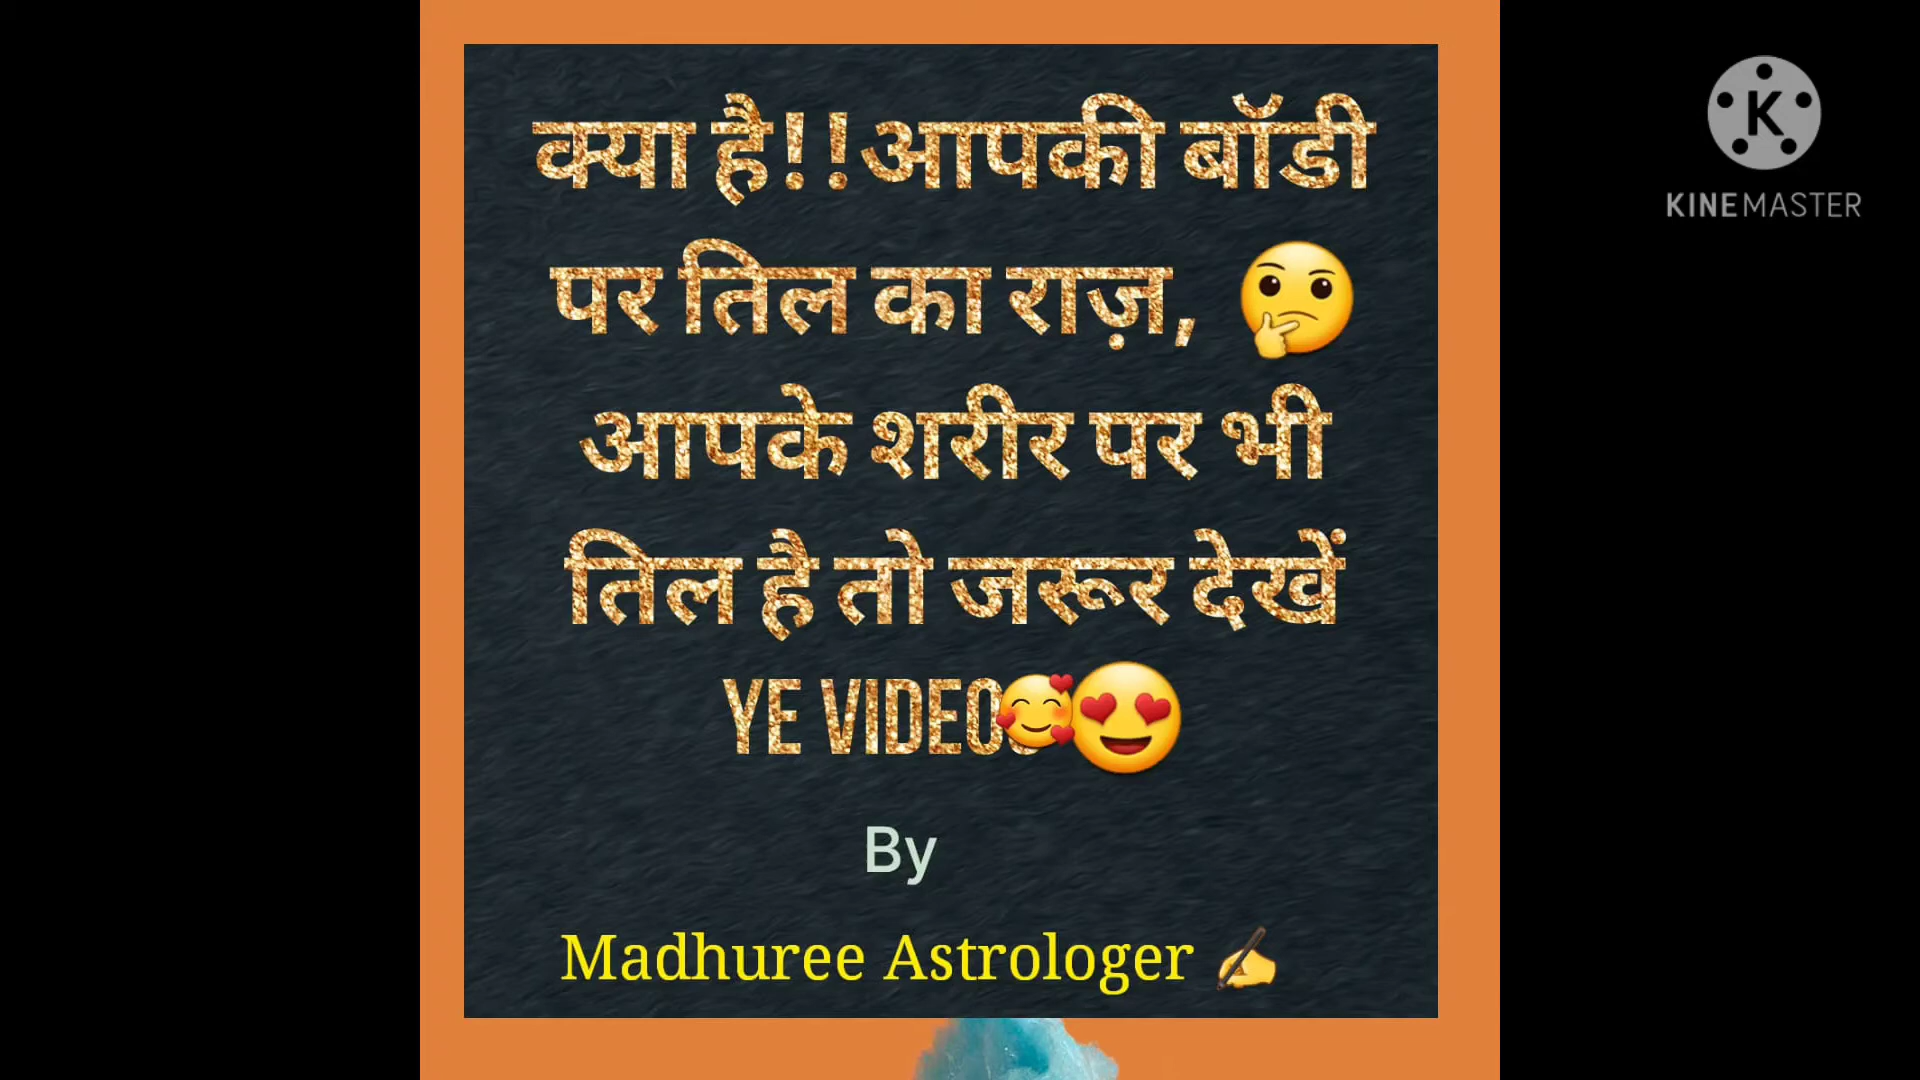 क्या है!!आपकी बॉडी
पर तिल का राज़, 🤔
आपके शरीर पर भी
तिल है तो जरूर देखें
YE VIDEO
By
Madhuree Astrologer ✍
K
KINEMASTER